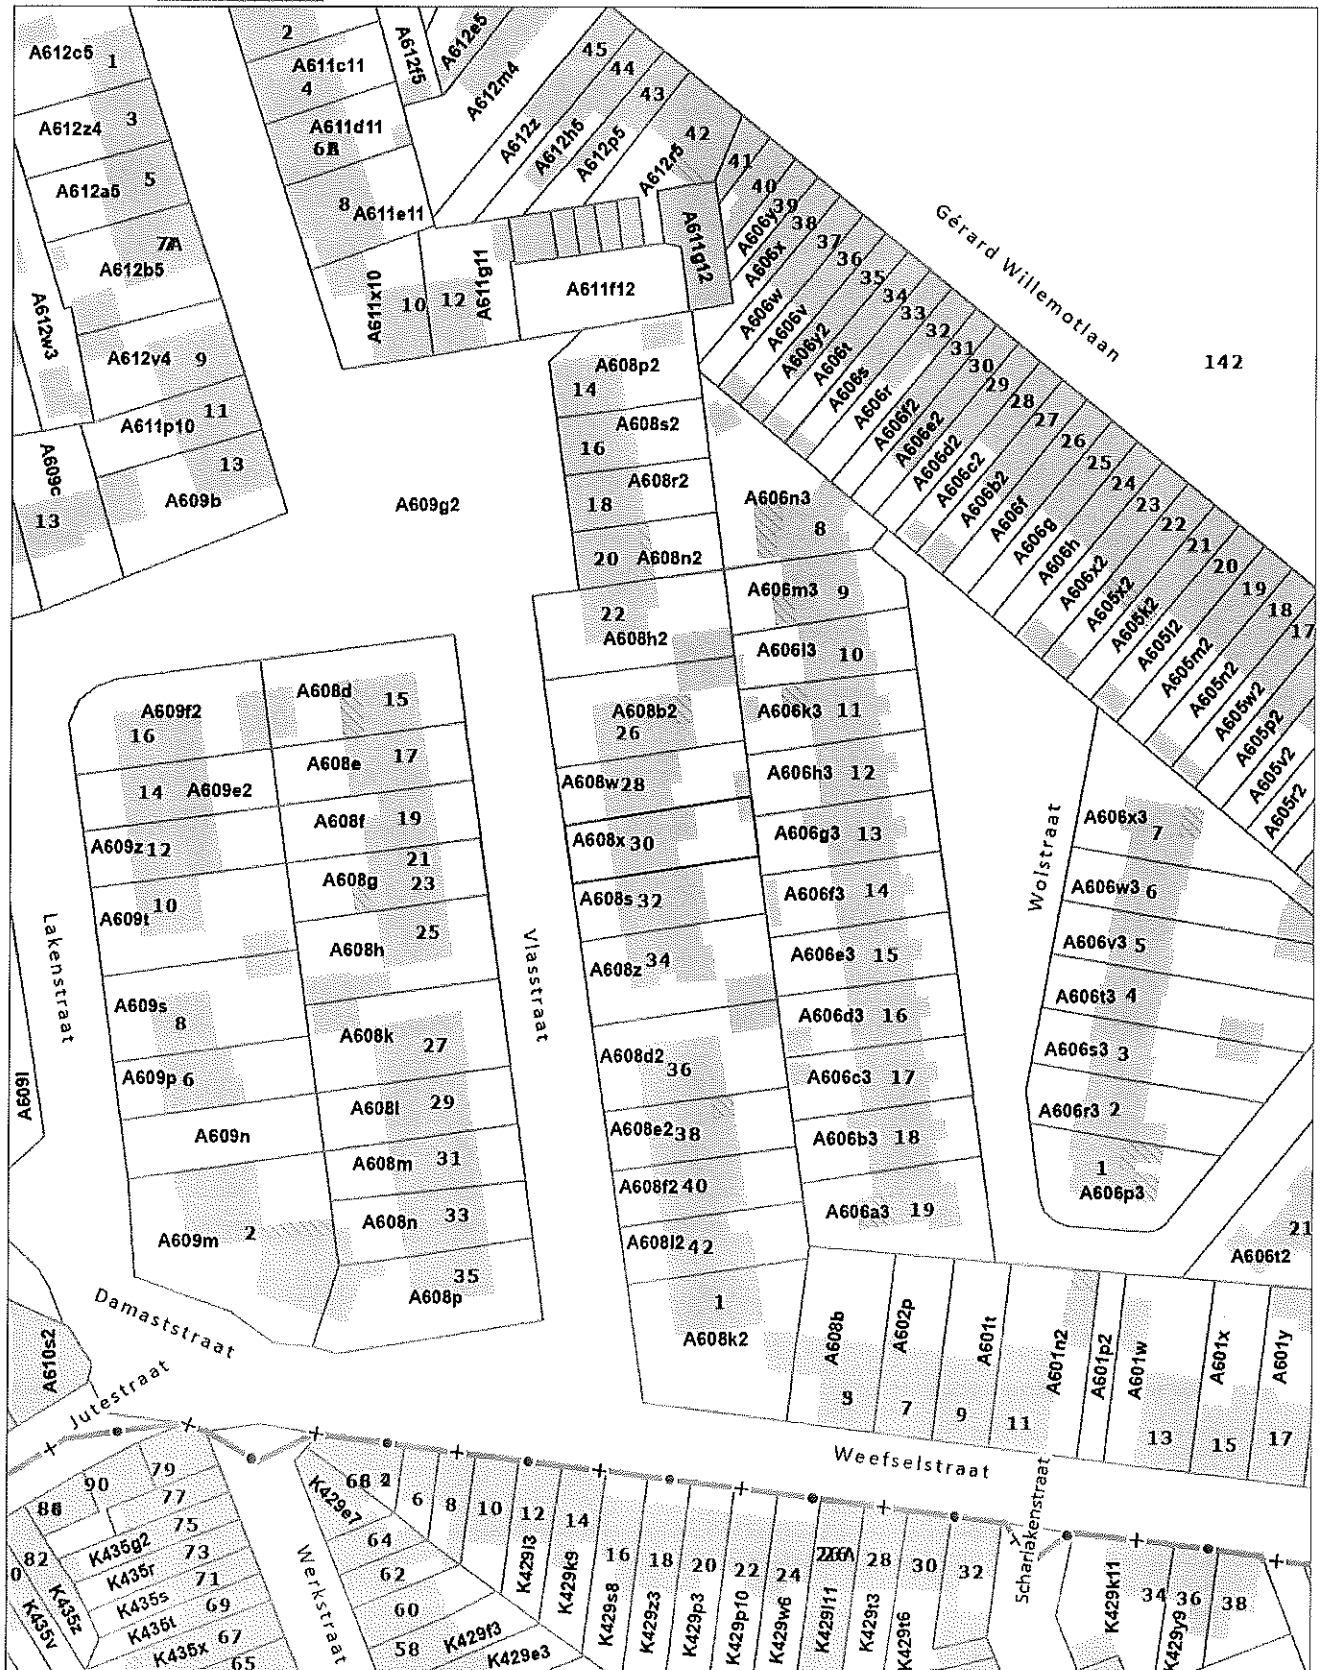 A612c5 1
A612z4 3
A612a5 5
A612b5
A612w3
A612v4 9
A611p10 11
A609c 13
A609b 13
2
A611c11
4
A611d11
8 A611e11
A611x10 10
12 A611g11
A611f12
A612f5
A612e5
A612m4
A612z 45
A612h5 44
A612p5 43
A612r5 42
A611g12
41
40
A606y 39
A606x 38
A606w 37
A606v 36
A606y2 35
A606t 34
A606s 33
A606r 32
A606f2 31
A606e2 30
A606d2 29
A606c2 28
A606b2 27
A606f 26
A606g 25
A606h 24
A606x2 23
A605x2 22
A605k2 21
A605l2 20
A605m2 19
A605n2 18
A605w2 17
A605p2
A605v2
A605r2
Gérard Willemotlaan
142
A609g2
A608p2
14
A608s2
16
A608r2
18
20 A608n2
22
A608h2
A608b2
26
A608w 28
A608x 30
A608s 32
A608z 34
A608d2 36
A608e2 38
A608f2 40
A608l2 42
1
A608k2
A606n3
8
A606m3 9
A606l3 10
A606k3 11
A606h3 12
A606g3 13
A606f3 14
A606e3 15
A606d3 16
A606c3 17
A606b3 18
A606a3 19
A609f2
16
14 A609e2
A609z 12
A609t 10
A609s
8
A609p 6
A609n
A609m 2
A608d 15
A608e 17
A608f 19
21
A608g 23
A608h 25
A608k 27
A608l 29
A608m 31
A608n 33
35
A608p
Lakenstraat
A609l
Vlasstraat
Wolstraat
A606x3 7
A606w3 6
A606v3 5
A606t3 4
A606s3 3
A606r3 2
1
A606p3
21
A606t2
A608b
A602p 7
A601t 9
A601n2 11
A601p2
A601w 13
A601x 15
A601y 17
Damaststraat
Jutestraat
A610s2
Weefselstraat
Scharlakenstraat
Werkstraat
90
79
77
75
82
K435g2 73
K435r 71
K435s 69
K435t 67
K435x 65
K435z
K435v
0
K429e7
64
62
60
58
K429f3
K429e3
6
8
10
12 K429l3
14 K429k9
16 K429s8
18 K429z3
20 K429p3
22 K429p10
24 K429w6
K429l11
28 K429t3
30 K429t6
32
K429k11
34
36 K429y9
38